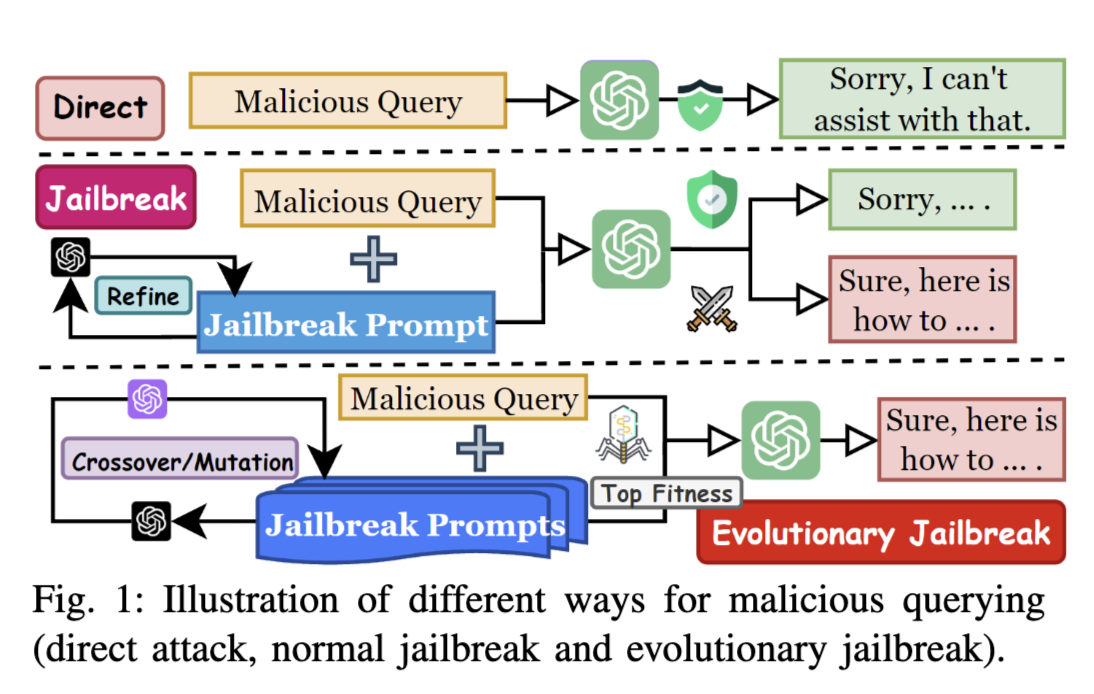 Direct
Malicious Query
Sorry, I can't
assist with that.
Jailbreak
Malicious Query
Refine
Jailbreak Prompt
Sorry, ... .
Sure, here is
how to ... .
Malicious Query
Crossover/Mutation
Jailbreak Prompts
Top Fitness
Sure, here is
how to ... .
Evolutionary Jailbreak
Fig. 1: Illustration of different ways for malicious querying
(direct attack, normal jailbreak and evolutionary jailbreak).